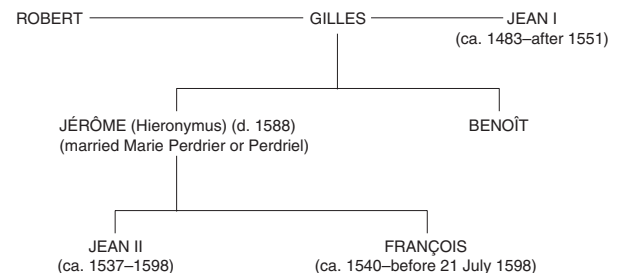 ROBERT GILLES JEAN I
(ca. 1483–after 1551)
JÉRÔME (Hieronymus) (d. 1588) BENOÎT
(married Marie Perdrier or Perdriel)
JEAN II FRANÇOIS
(ca. 1537–1598) (ca. 1540–before 21 July 1598)